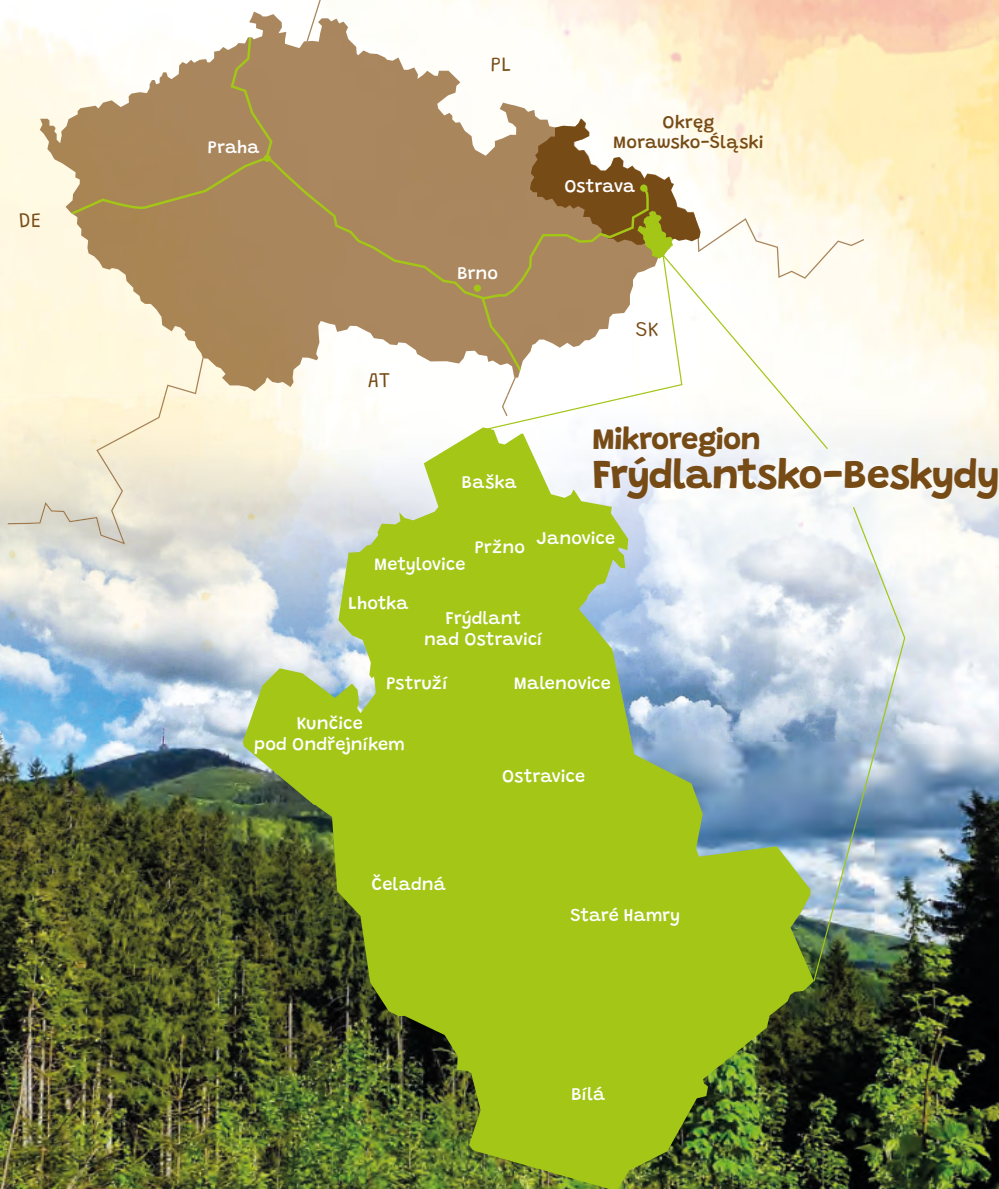 PL
Okręg
Morawsko-Śląski
Praha
Ostrava
DE
Brno
SK
AT
Mikroregion
Frýdlantsko-Beskydy
Baška
Janovice
Pržno
Metylovice
Lhotka
Frýdlant
nad Ostravicí
Pstruží
Malenovice
Kunčice
pod Ondřejníkem
Ostravice
Čeladná
Staré Hamry
Bílá